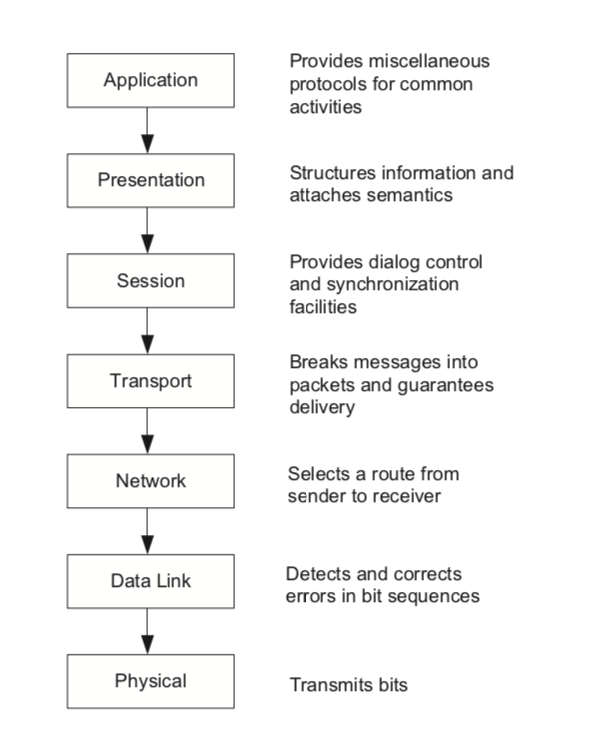 Application
Provides miscellaneous
protocols for common
activities
Presentation
Structures information and
attaches semantics
Session
Provides dialog control
and synchronization
facilities
Transport
Breaks messages into
packets and guarantees
delivery
Network
Selects a route from
sender to receiver
Data Link
Detects and corrects
errors in bit sequences
Physical
Transmits bits